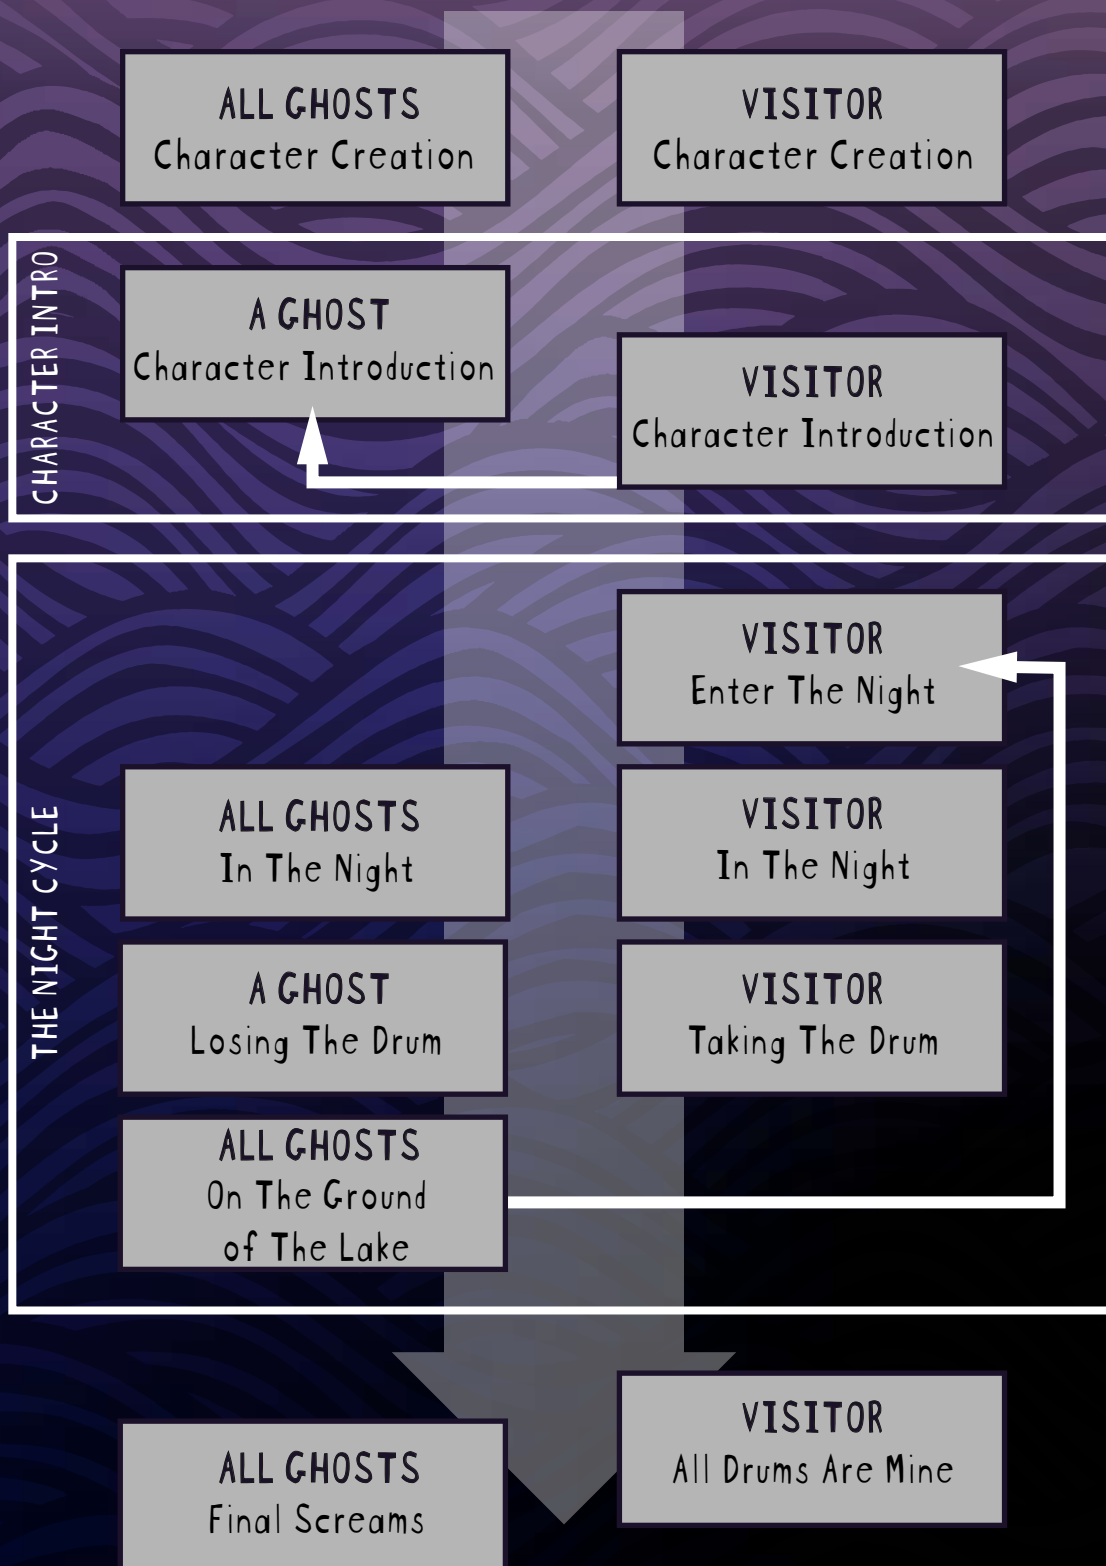 ALL GHOSTS
Character Creation
VISITOR
Character Creation
CHARACTER INTRO
A GHOST
Character Introduction
VISITOR
Character Introduction
THE NIGHT CYCLE
VISITOR
Enter The Night
ALL GHOSTS
In The Night
VISITOR
In The Night
A GHOST
Losing The Drum
VISITOR
Taking The Drum
ALL GHOSTS
On The Ground
of The Lake
VISITOR
All Drums Are Mine
ALL GHOSTS
Final Screams